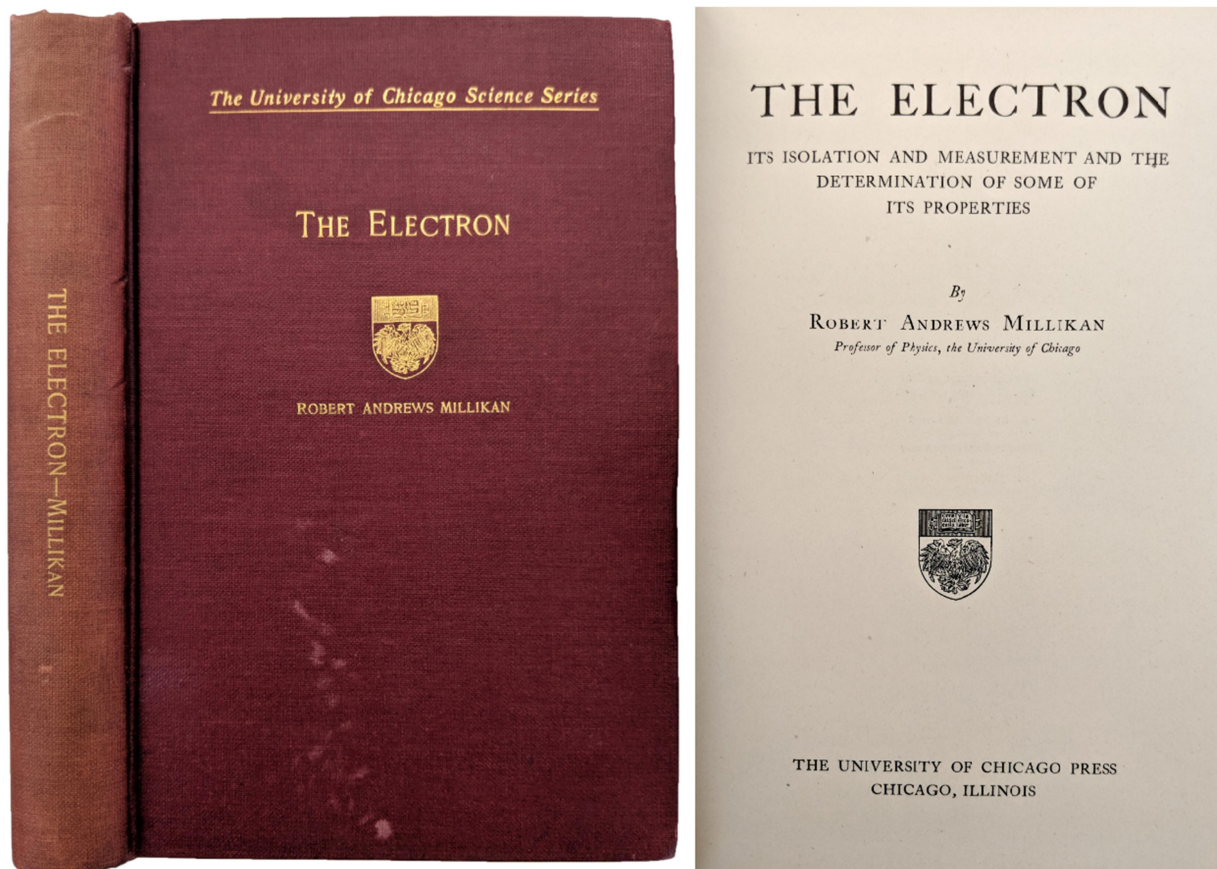 THE ELECTRON—MILLIKAN
The University of Chicago Science Series
THE ELECTRON
ROBERT ANDREWS MILLIKAN
THE ELECTRON
ITS ISOLATION AND MEASUREMENT AND THE
DETERMINATION OF SOME OF
ITS PROPERTIES
By
ROBERT ANDREWS MILLIKAN
Professor of Physics, the University of Chicago
THE UNIVERSITY OF CHICAGO PRESS
CHICAGO, ILLINOIS